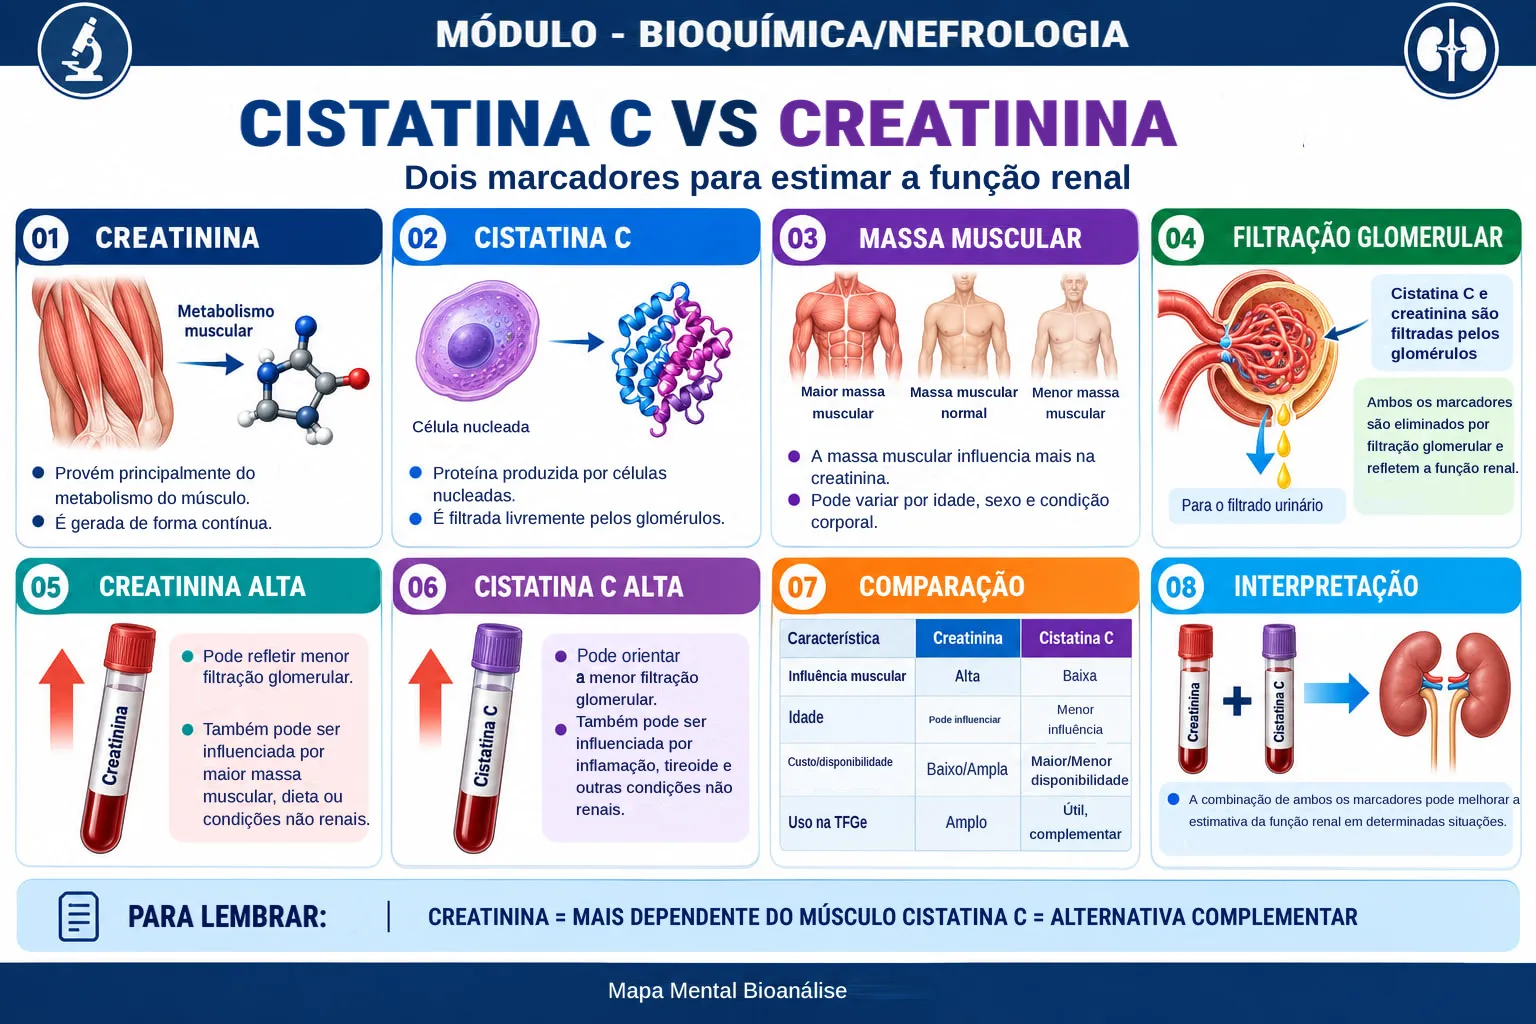 MÓDULO - BIOQUÍMICA/NEFROLOGIA
CISTATINA C VS CREATININA
Dois marcadores para estimar a função renal
01 CREATININA
Metabolismo
muscular
Provém principalmente do
metabolismo do músculo.
É gerada de forma contínua.
02 CISTATINA C
Célula nucleada
Proteína produzida por células
nucleadas.
É filtrada livremente pelos glomérulos.
03 MASSA MUSCULAR
Maior massa
muscular
Massa muscular
normal
Menor massa
muscular
A massa muscular influencia mais na
creatinina.
Pode variar por idade, sexo e condição
corporal.
04 FILTRAÇÃO GLOMERULAR
Cistatina C e
creatinina são
filtradas pelos
glomérulos
Ambos os marcadores
são eliminados por
filtração glomerular e
refletem a função renal.
Para o filtrado urinário
05 CREATININA ALTA
Creatinina
Pode refletir menor
filtração glomerular.
Também pode ser
influenciada por
maior massa
muscular, dieta ou
condições não renais.
06 CISTATINA C ALTA
Cistatina C
Pode orientar
a menor filtração
glomerular.
Também pode ser
influenciada por
inflamação, tireoide e
outras condições não
renais.
07 COMPARAÇÃO
Característica Creatinina Cistatina C
Influência muscular Alta Baixa
Idade Pode influenciar Menor
influência
Custo/disponibilidade Baixo/Ampla Maior/Menor
disponibilidade
Uso na TFGe Amplo Útil,
complementar
08 INTERPRETAÇÃO
Creatinina + Cistatina C
A combinação de ambos os marcadores pode melhorar a
estimativa da função renal em determinadas situações.
PARA LEMBRAR: | CREATININA = MAIS DEPENDENTE DO MÚSCULO CISTATINA C = ALTERNATIVA COMPLEMENTAR
Mapa Mental Bioanálise